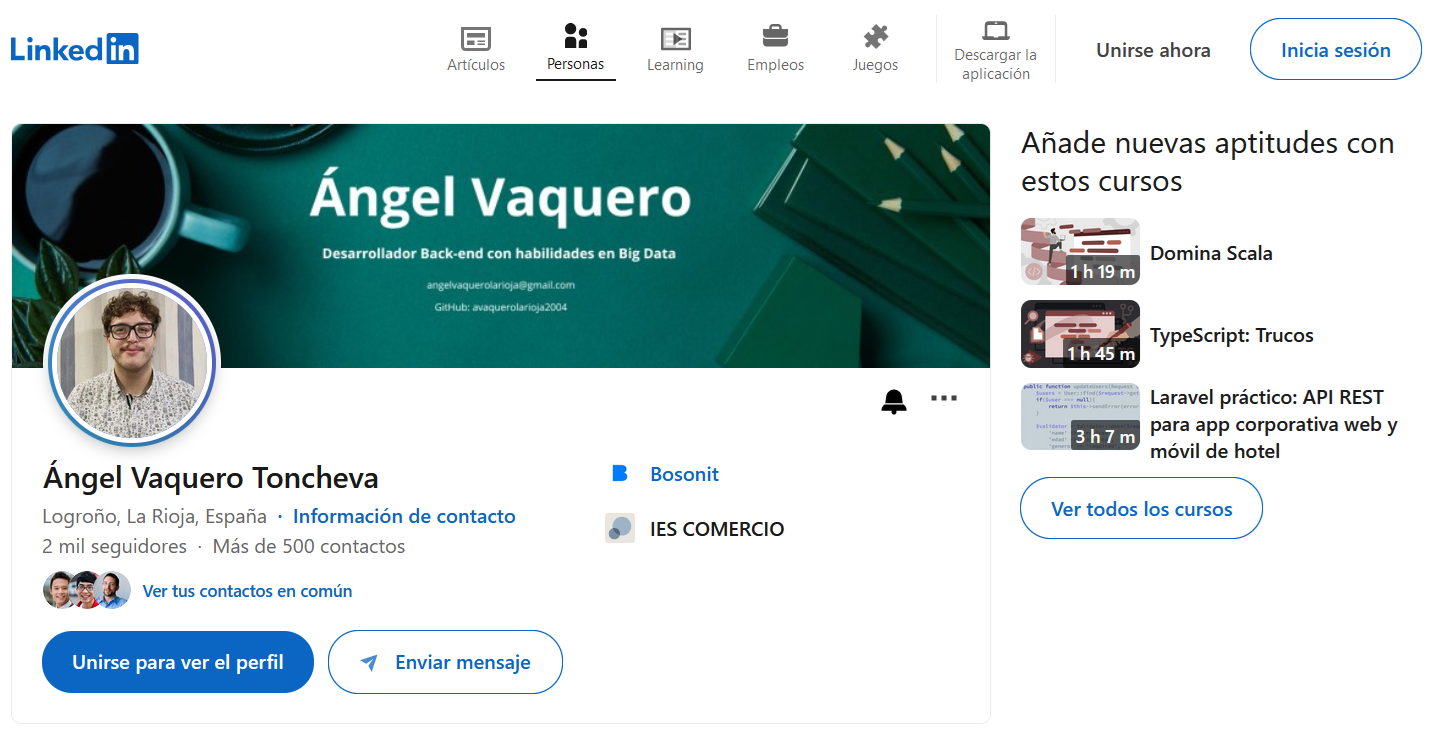 Linkedin
Artículos
Personas
Learning
Empleos
Juegos
Descargar la
aplicación
Unirse ahora
Inicia sesión
Ángel Vaquero
Desarrollador Back-end con habilidades en Big Data
angelvaquerolarioja@gmail.com
GitHub: avaquerolarioja2004
Ángel Vaquero Toncheva
Logroño, La Rioja, España · Información de contacto
2 mil seguidores · Más de 500 contactos
Ver tus contactos en común
Unirse para ver el perfil
Enviar mensaje
Bosonit
IES COMERCIO
Añade nuevas aptitudes con
estos cursos
1 h 19 m
Domina Scala
1 h 45 m
TypeScript: Trucos
3 h 7 m
Laravel práctico: API REST
para app corporativa web y
móvil de hotel
Ver todos los cursos